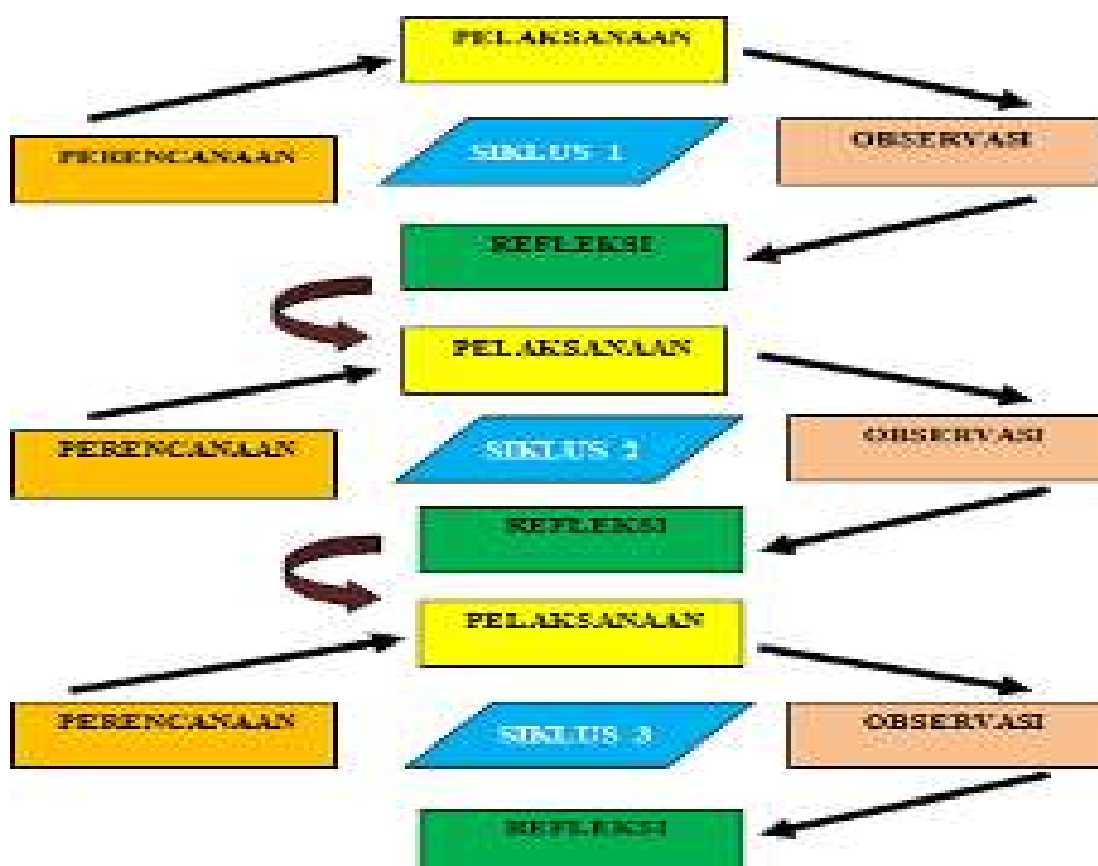 PELAKSANAAN
PERENCANAAN
SIKLUS 1
OBSERVASI
REFLEKSI
PELAKSANAAN
PERENCANAAN
SIKLUS 2
OBSERVASI
REFLEKSI
PELAKSANAAN
PERENCANAAN
SIKLUS 3
OBSERVASI
REFLEKSI